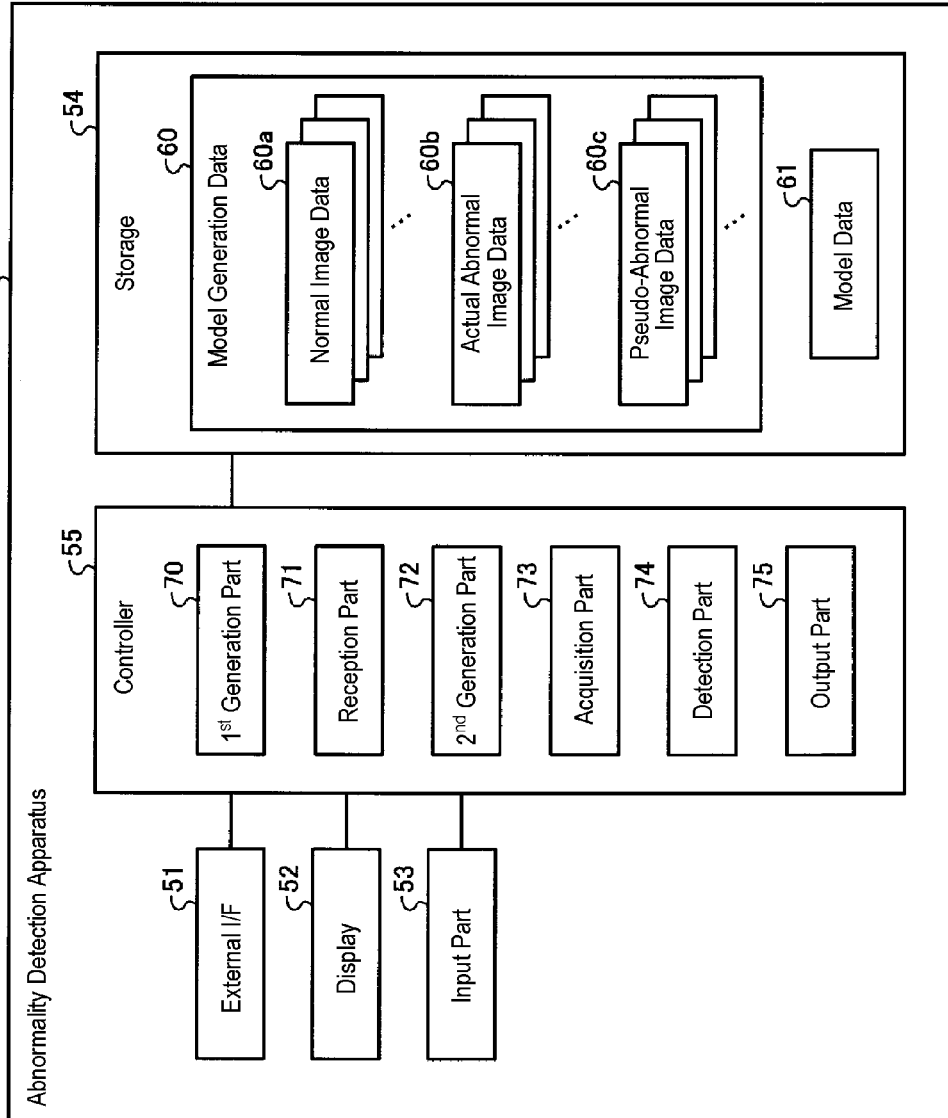 Abnormality Detection Apparatus
51
External I/F
52
Display
53
Input Part
55
Controller
70
1st Generation Part
71
Reception Part
72
2nd Generation Part
73
Acquisition Part
74
Detection Part
75
Output Part
54
Storage
60
Model Generation Data
60a
Normal Image Data
60b
Actual Abnormal
Image Data
60c
Pseudo-Abnormal
Image Data
61
Model Data